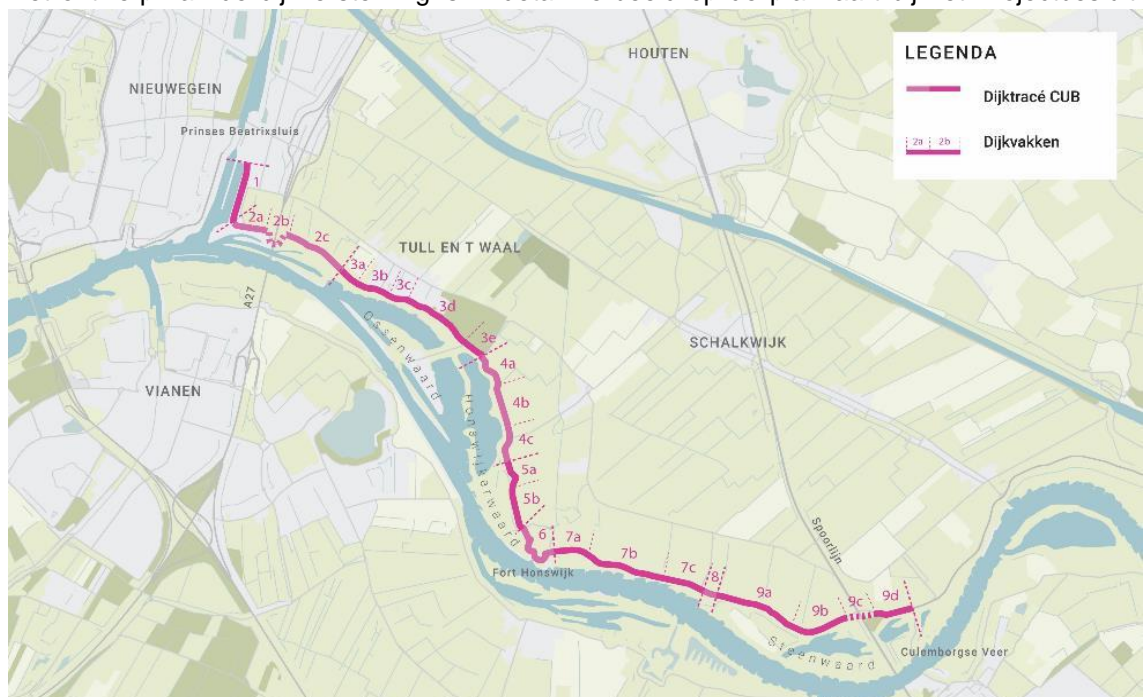 LEGENDA
Dijktracé CUB
2a 2b
Dijkvakken
HOUTEN
NIEUWEGEIN
Prinses Beatrixsluis
1
2a
2b
2c
TULL EN T WAAL
3a
3b
3c
3d
3e
A27
Ossenwaard
SCHALKWIJK
VIANEN
4a
4b
4c
Honswijkerwaard
5a
5b
6
7a
7b
7c
8
9a
9b
9c
9d
Spoorlijn
Fort Honswijk
Steenwaard
Culemborgse Veer